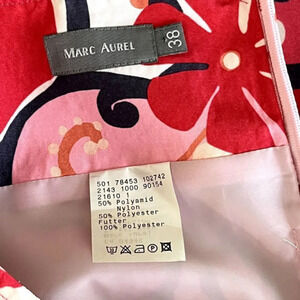 MARC AUREL
38
501 78453 102742
2143 1000 90154
21610 1
50% Polyamid
Nylon
50% Polyester
Futter
100% Polyester